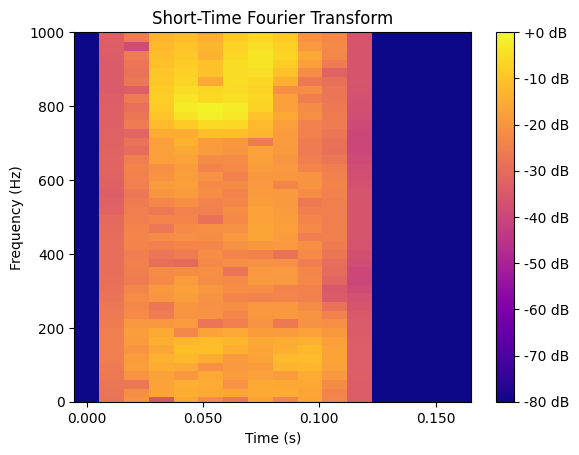 Short-Time Fourier Transform
1000
800
600
400
200
0
Frequency (Hz)
0.000
0.050
0.100
0.150
Time (s)
+0 dB
-10 dB
-20 dB
-30 dB
-40 dB
-50 dB
-60 dB
-70 dB
-80 dB